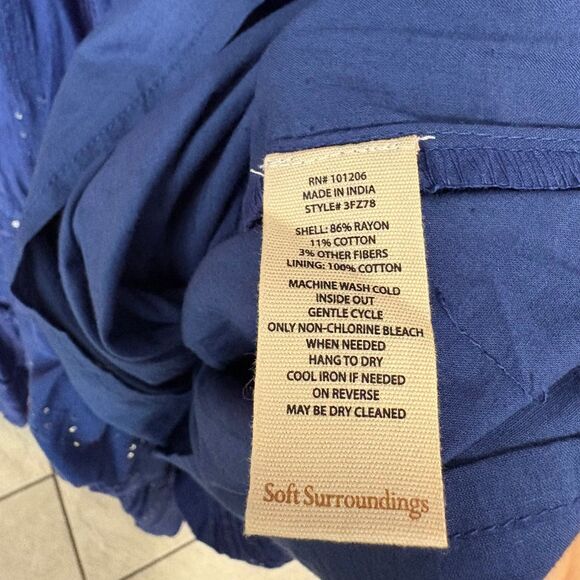 RN# 101206
MADE IN INDIA
STYLE# 3FZ78
SHELL: 86% RAYON
11% COTTON
3% OTHER FIBERS
LINING: 100% COTTON
MACHINE WASH COLD
INSIDE OUT
GENTLE CYCLE
ONLY NON-CHLORINE BLEACH
WHEN NEEDED
HANG TO DRY
COOL IRON IF NEEDED
ON REVERSE
MAY BE DRY CLEANED
Soft Surroundings